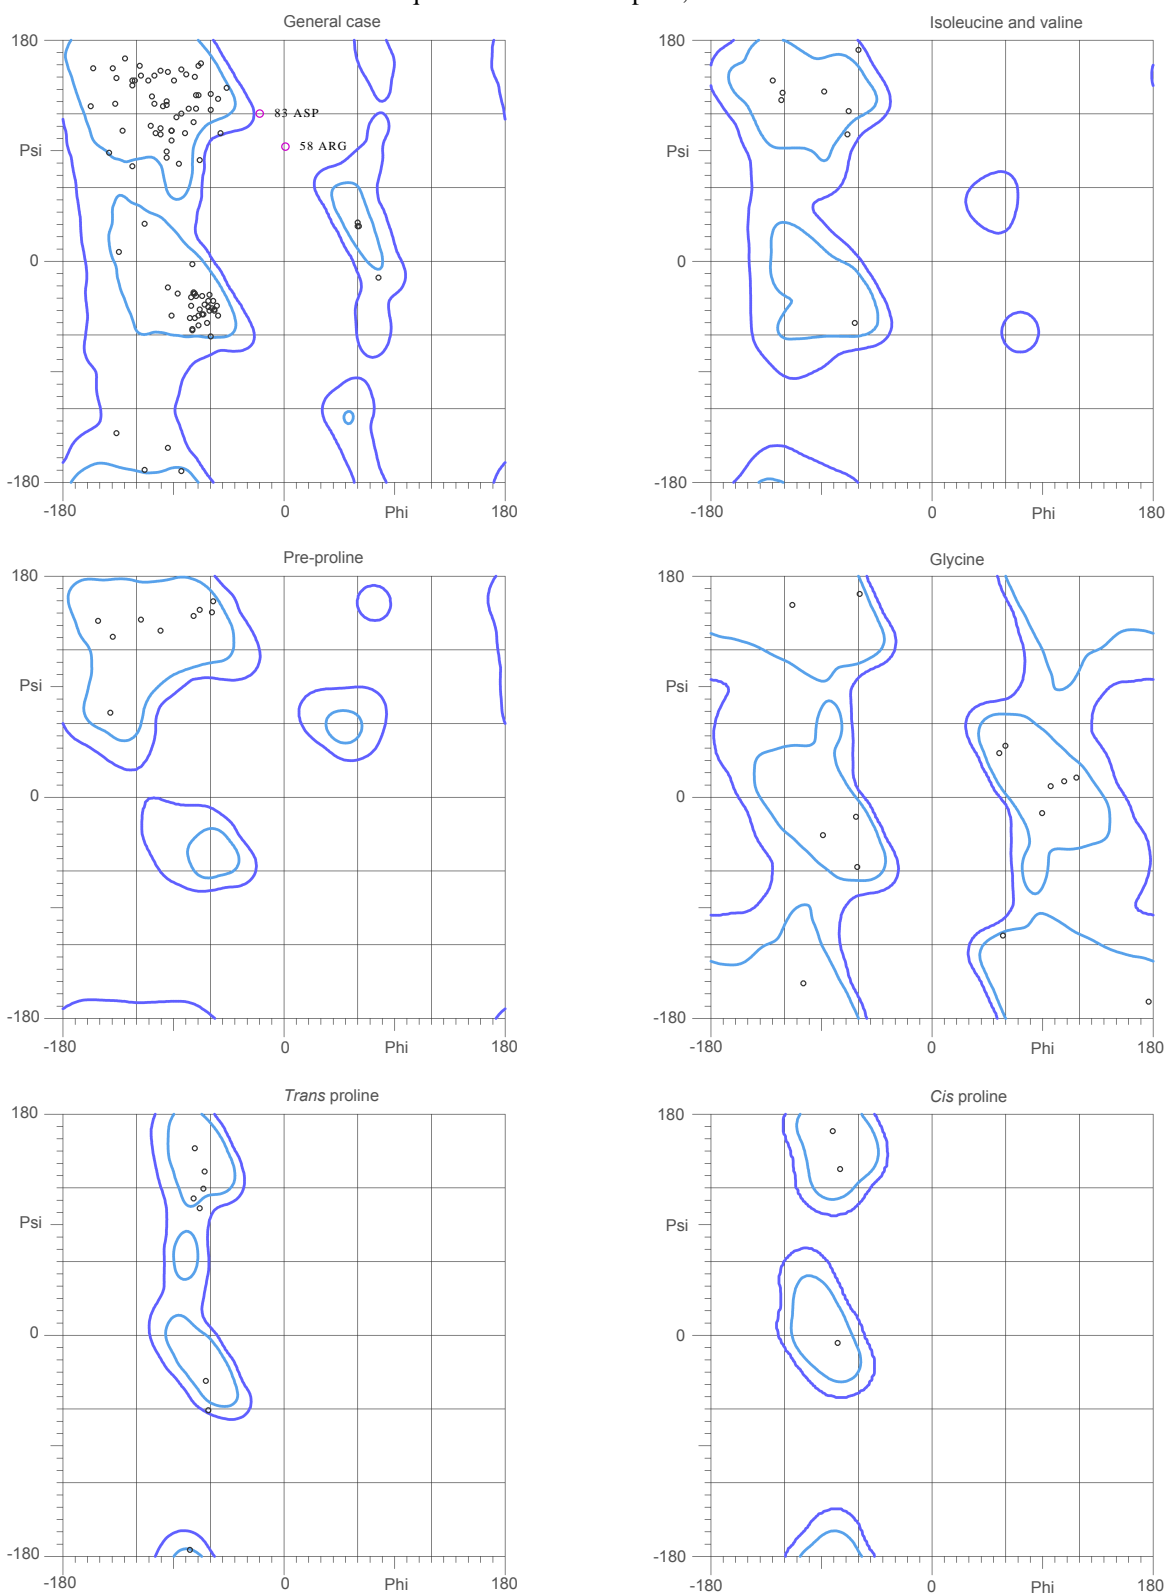 General case
Isoleucine and valine
180
83 ASP
58 ARG
Psi
0
-180
-180
0
Phi
180
180
Psi
0
-180
-180
0
Phi
180
Pre-proline
Glycine
180
Psi
0
-180
-180
0
Phi
180
180
Psi
0
-180
-180
0
Phi
180
Trans proline
Cis proline
180
Psi
0
-180
-180
0
Phi
180
180
Psi
0
-180
-180
0
Phi
180